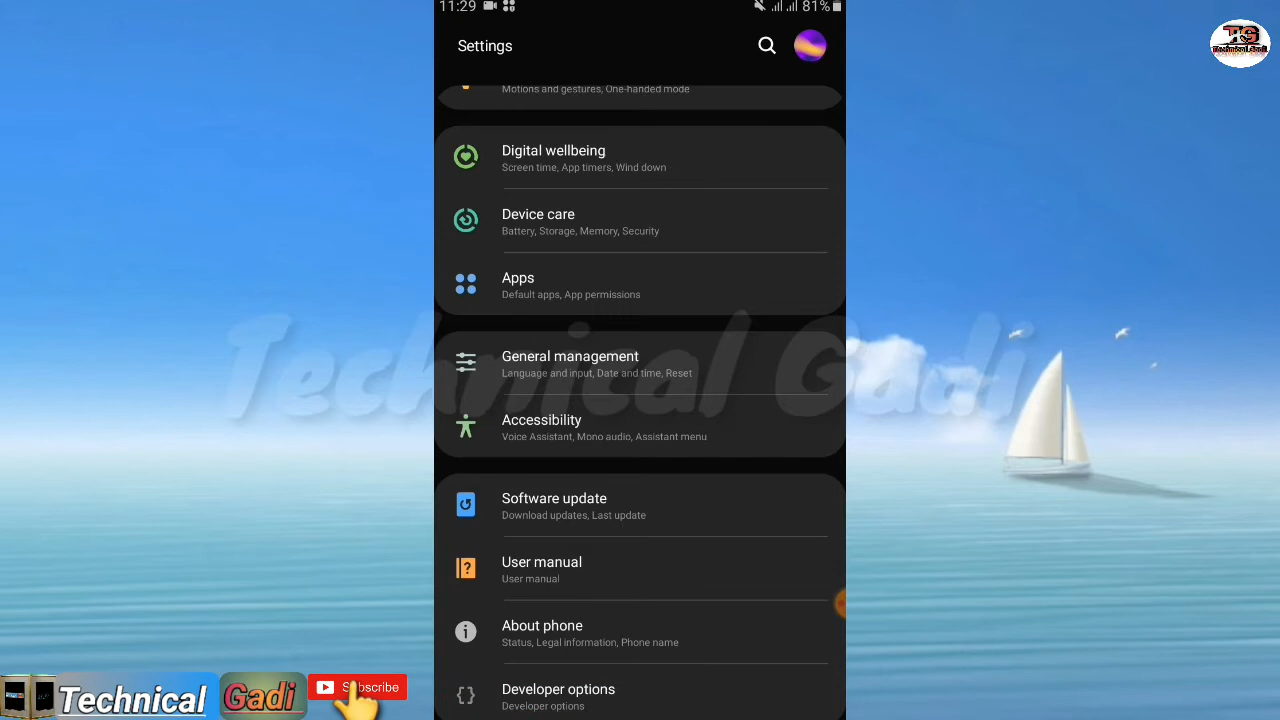 11:29
81%
Settings
Motions and gestures, One-handed mode
Digital wellbeing
Screen time, App timers, Wind down
Device care
Battery, Storage, Memory, Security
Apps
Default apps, App permissions
Technical Gadi
General management
Language and input, Date and time, Reset
Accessibility
Voice Assistant, Mono audio, Assistant menu
Software update
Download updates, Last update
User manual
User manual
About phone
Status, Legal information, Phone name
Developer options
Developer options
TG
Technical Gadi
Technical Gadi
Subscribe